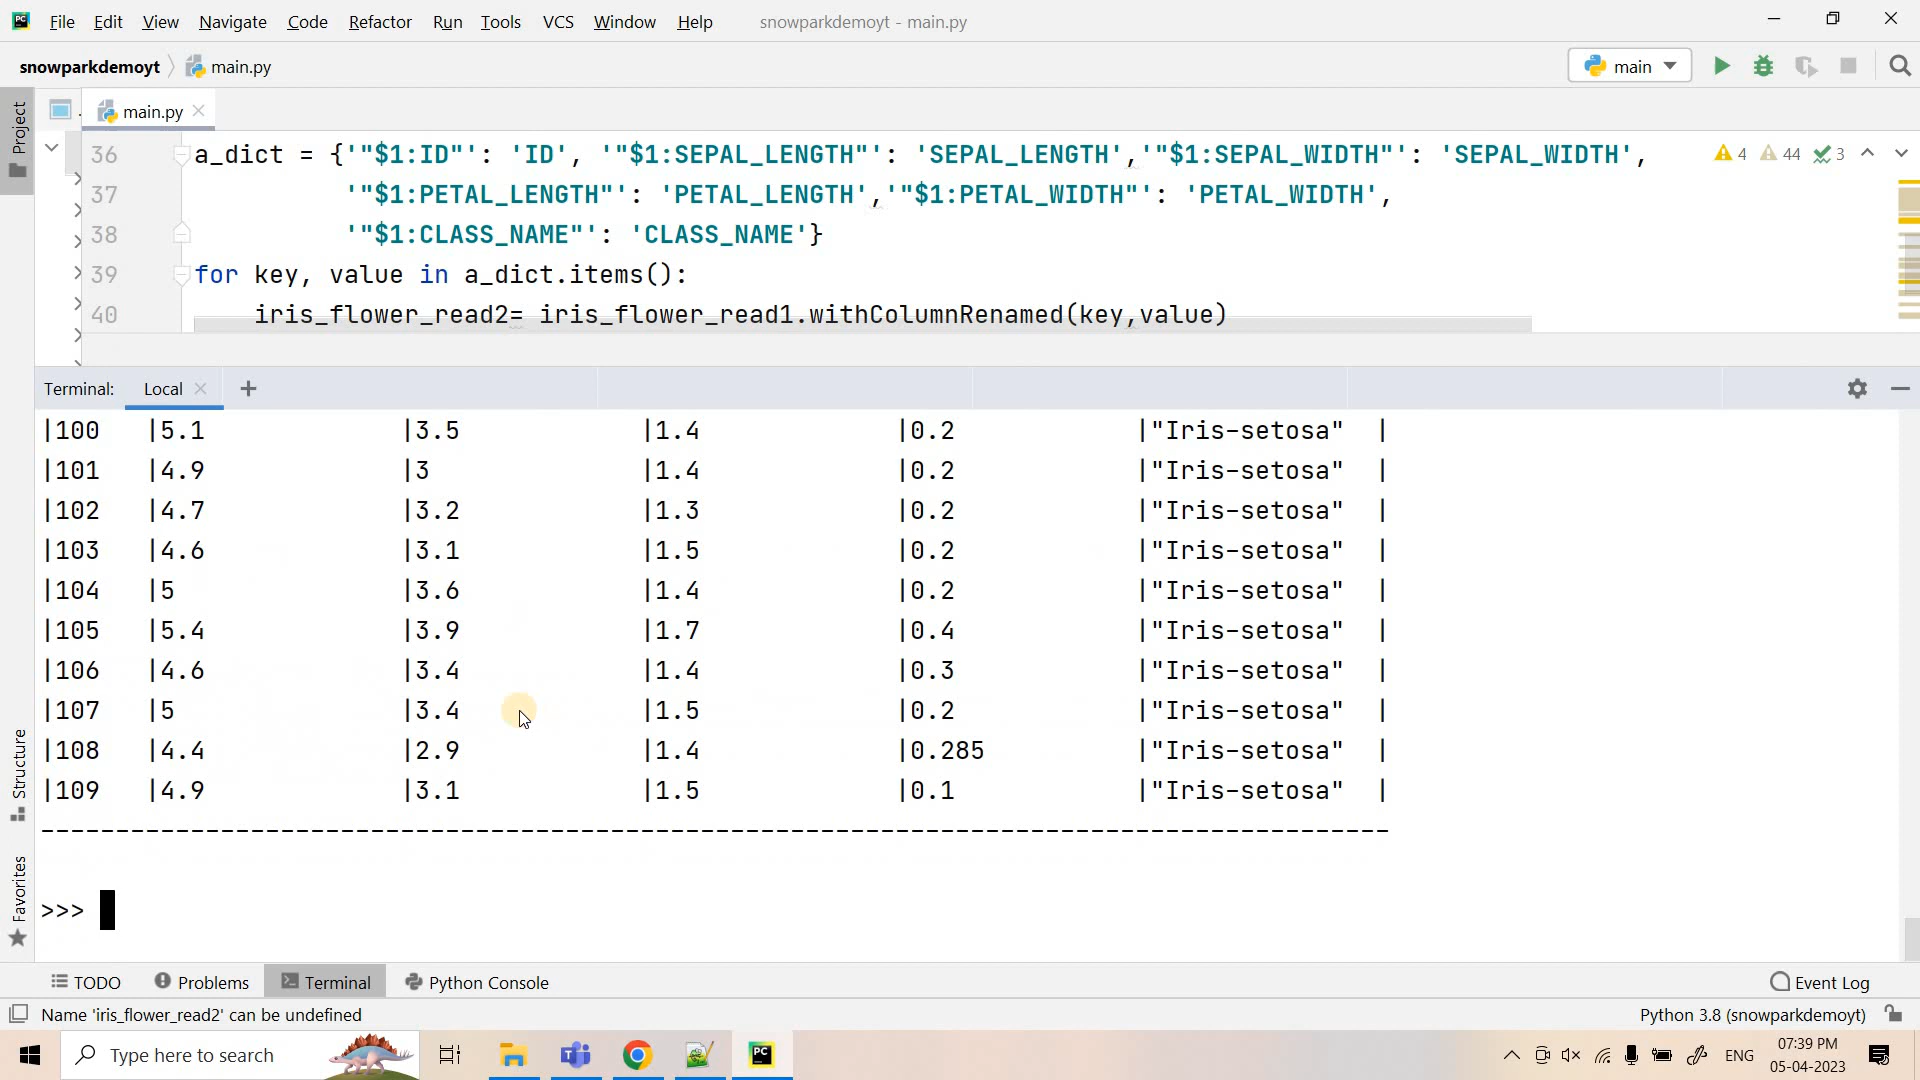 File Edit View Navigate Code Refactor Run Tools VCS Window Help snowparkdemoyt - main.py
snowparkdemoyt main.py main
Project
main.py
36 a_dict = {'"$1:ID"': 'ID', '"$1:SEPAL_LENGTH"': 'SEPAL_LENGTH','"$1:SEPAL_WIDTH"': 'SEPAL_WIDTH', 4 44 3
37 '"$1:PETAL_LENGTH"': 'PETAL_LENGTH','"$1:PETAL_WIDTH"': 'PETAL_WIDTH',
38 '"$1:CLASS_NAME"': 'CLASS_NAME'}
39 for key, value in a_dict.items():
40 iris_flower_read2= iris_flower_read1.withColumnRenamed(key,value)
Terminal: Local
|100 |5.1 |3.5 |1.4 |0.2 |"Iris-setosa" |
|101 |4.9 |3 |1.4 |0.2 |"Iris-setosa" |
|102 |4.7 |3.2 |1.3 |0.2 |"Iris-setosa" |
|103 |4.6 |3.1 |1.5 |0.2 |"Iris-setosa" |
|104 |5 |3.6 |1.4 |0.2 |"Iris-setosa" |
|105 |5.4 |3.9 |1.7 |0.4 |"Iris-setosa" |
|106 |4.6 |3.4 |1.4 |0.3 |"Iris-setosa" |
|107 |5 |3.4 |1.5 |0.2 |"Iris-setosa" |
|108 |4.4 |2.9 |1.4 |0.285 |"Iris-setosa" |
|109 |4.9 |3.1 |1.5 |0.1 |"Iris-setosa" |
------------------------------------------------------------------------------------------
>>>
Structure
Favorites
TODO Problems Terminal Python Console Event Log
Name 'iris_flower_read2' can be undefined Python 3.8 (snowparkdemoyt)
Type here to search PC ENG 07:39 PM
05-04-2023